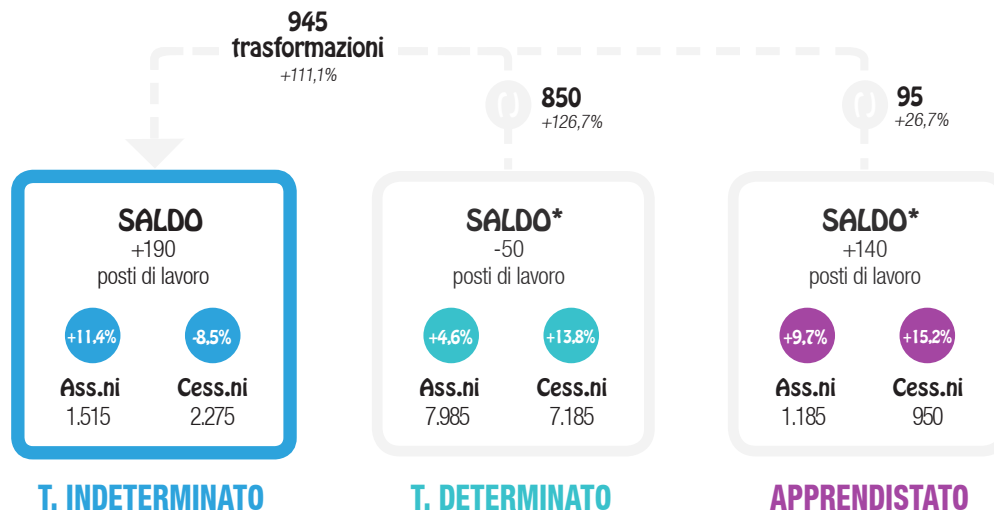 945
trasformazioni
+111,1%
850
+126,7%
95
+26,7%
SALDO
+190
posti di lavoro
+11,4%
-8,5%
Ass.ni
Cess.ni
1.515
2.275
T. INDETERMINATO
SALDO*
-50
posti di lavoro
+4,6%
+13,8%
Ass.ni
Cess.ni
7.985
7.185
T. DETERMINATO
SALDO*
+140
posti di lavoro
+9,7%
+15,2%
Ass.ni
Cess.ni
1.185
950
APPRENDISTATO